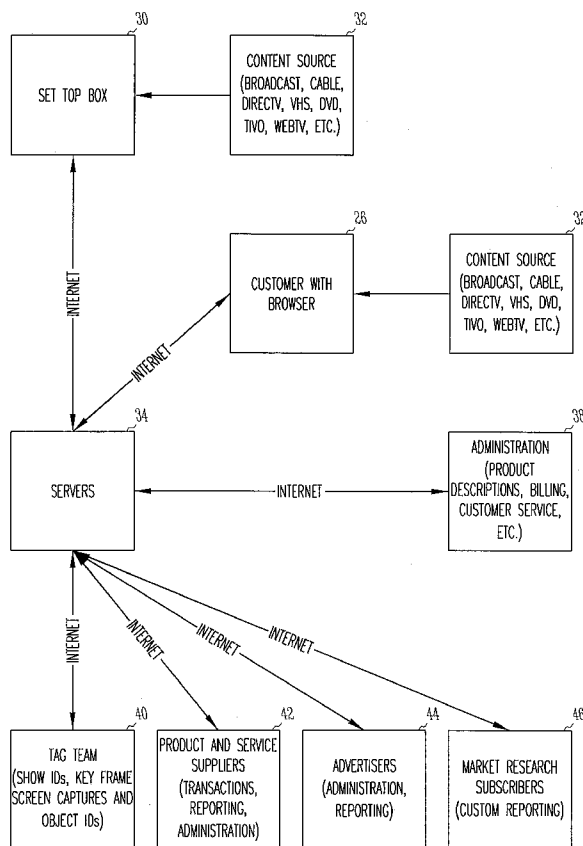 30
SET TOP BOX
32
CONTENT SOURCE
(BROADCAST, CABLE,
DIRECTV, VHS, DVD,
TIVO, WEBTV, ETC.)
INTERNET
28
CUSTOMER WITH
BROWSER
32
CONTENT SOURCE
(BROADCAST, CABLE,
DIRECTV, VHS, DVD,
TIVO, WEBTV, ETC.)
INTERNET
34
SERVERS
INTERNET
38
ADMINISTRATION
(PRODUCT
DESCRIPTIONS, BILLING,
CUSTOMER SERVICE,
ETC.)
INTERNET
INTERNET
INTERNET
INTERNET
40
TAG TEAM
(SHOW IDs, KEY FRAME
SCREEN CAPTURES AND
OBJECT IDs)
42
PRODUCT AND SERVICE
SUPPLIERS
(TRANSACTIONS,
REPORTING,
ADMINISTRATION)
44
ADVERTISERS
(ADMINISTRATION,
REPORTING)
46
MARKET RESEARCH
SUBSCRIBERS
(CUSTOM REPORTING)